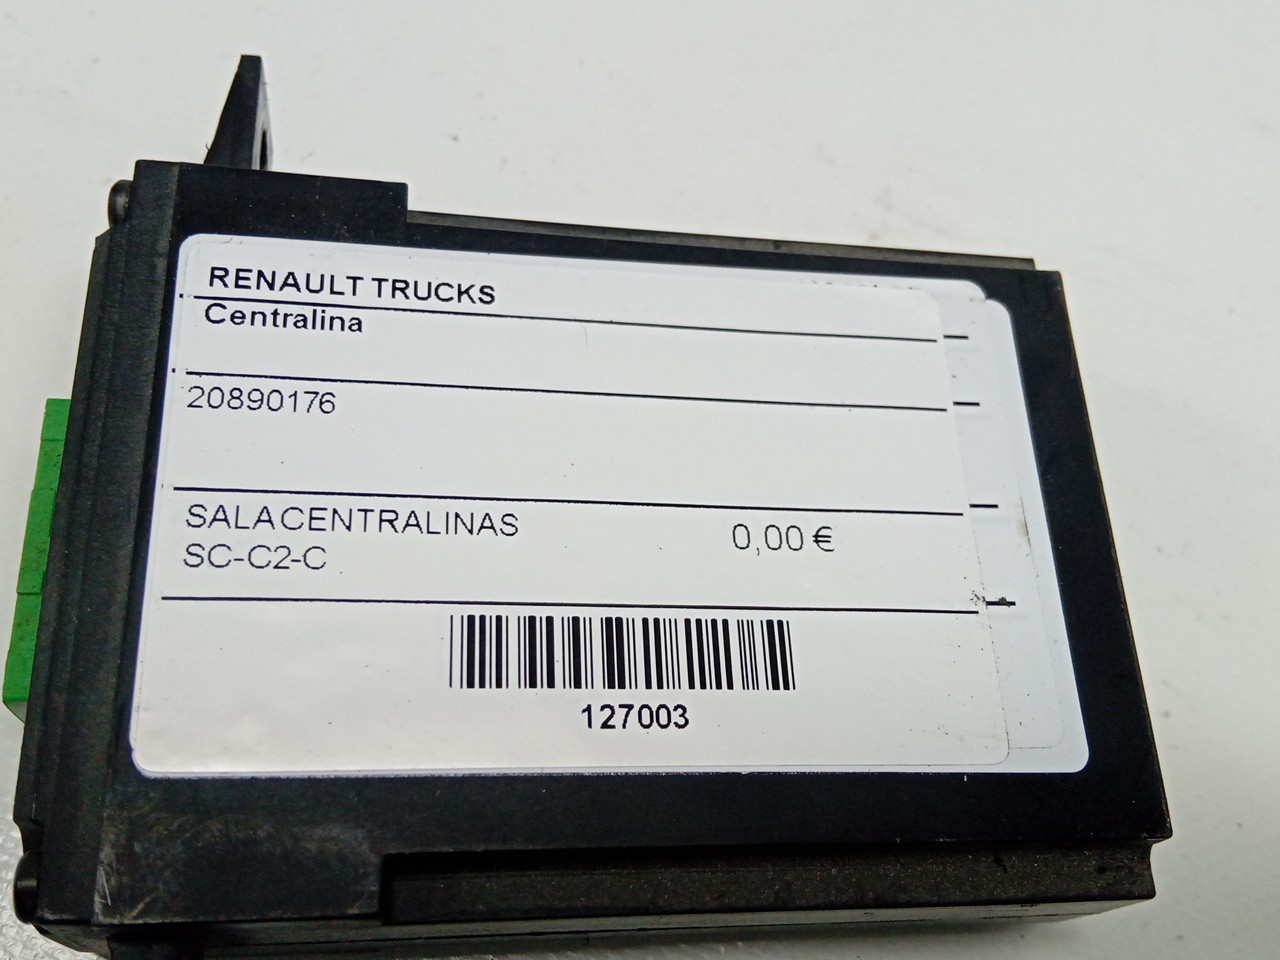 RENAULT TRUCKS
Centralina
20890176
SALACENTRALINAS
0,00 €
SC-C2-C
127003